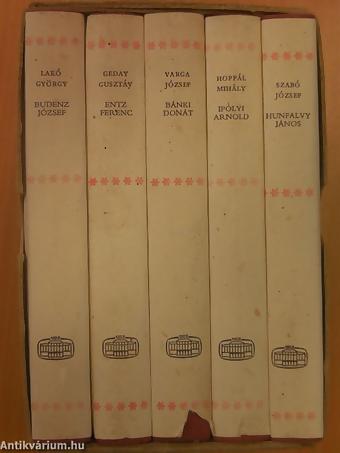 LAKÓ
GYÖRGY
BUDENZ
JÓZSEF
GEDAY
GUSZTÁV
ENTZ
FERENC
VARGA
JÓZSEF
BÁNKI
DONÁT
HOPPÁL
MIHÁLY
IPOLYI
ARNOLD
SZABÓ
JÓZSEF
HUNFALVY
JÁNOS
Antikvárium.hu